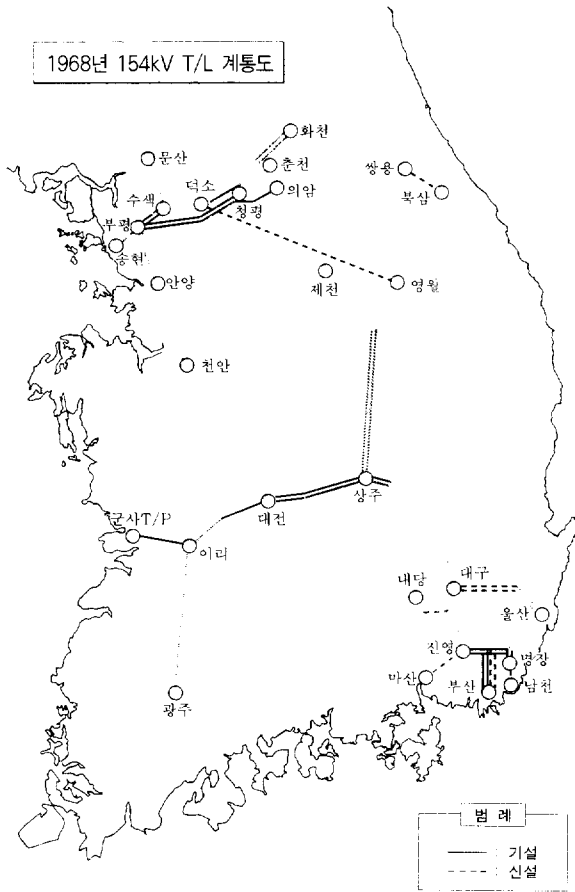 1968년 154kV T/L 계통도
화천
문산
춘천
쌍용
수색
덕소
청평
의암
북삼
부평
송현
안양
제천
영월
천안
상주
대전
군사T/P
이리
내당
대구
울산
진영
명장
마산
부산
남천
광주
범 례
기설
신설